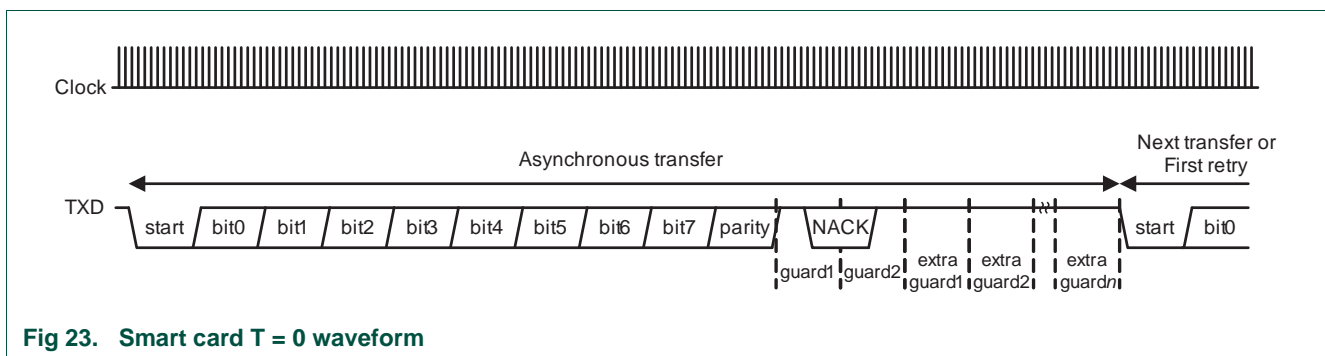 Clock
Next transfer or
First retry
Asynchronous transfer
TXD
start bit0 bit1 bit2 bit3 bit4 bit5 bit6 bit7 parity NACK start bit0
guard1 guard2 extra guard1 extra guard2 extra guardn
Fig 23. Smart card T = 0 waveform